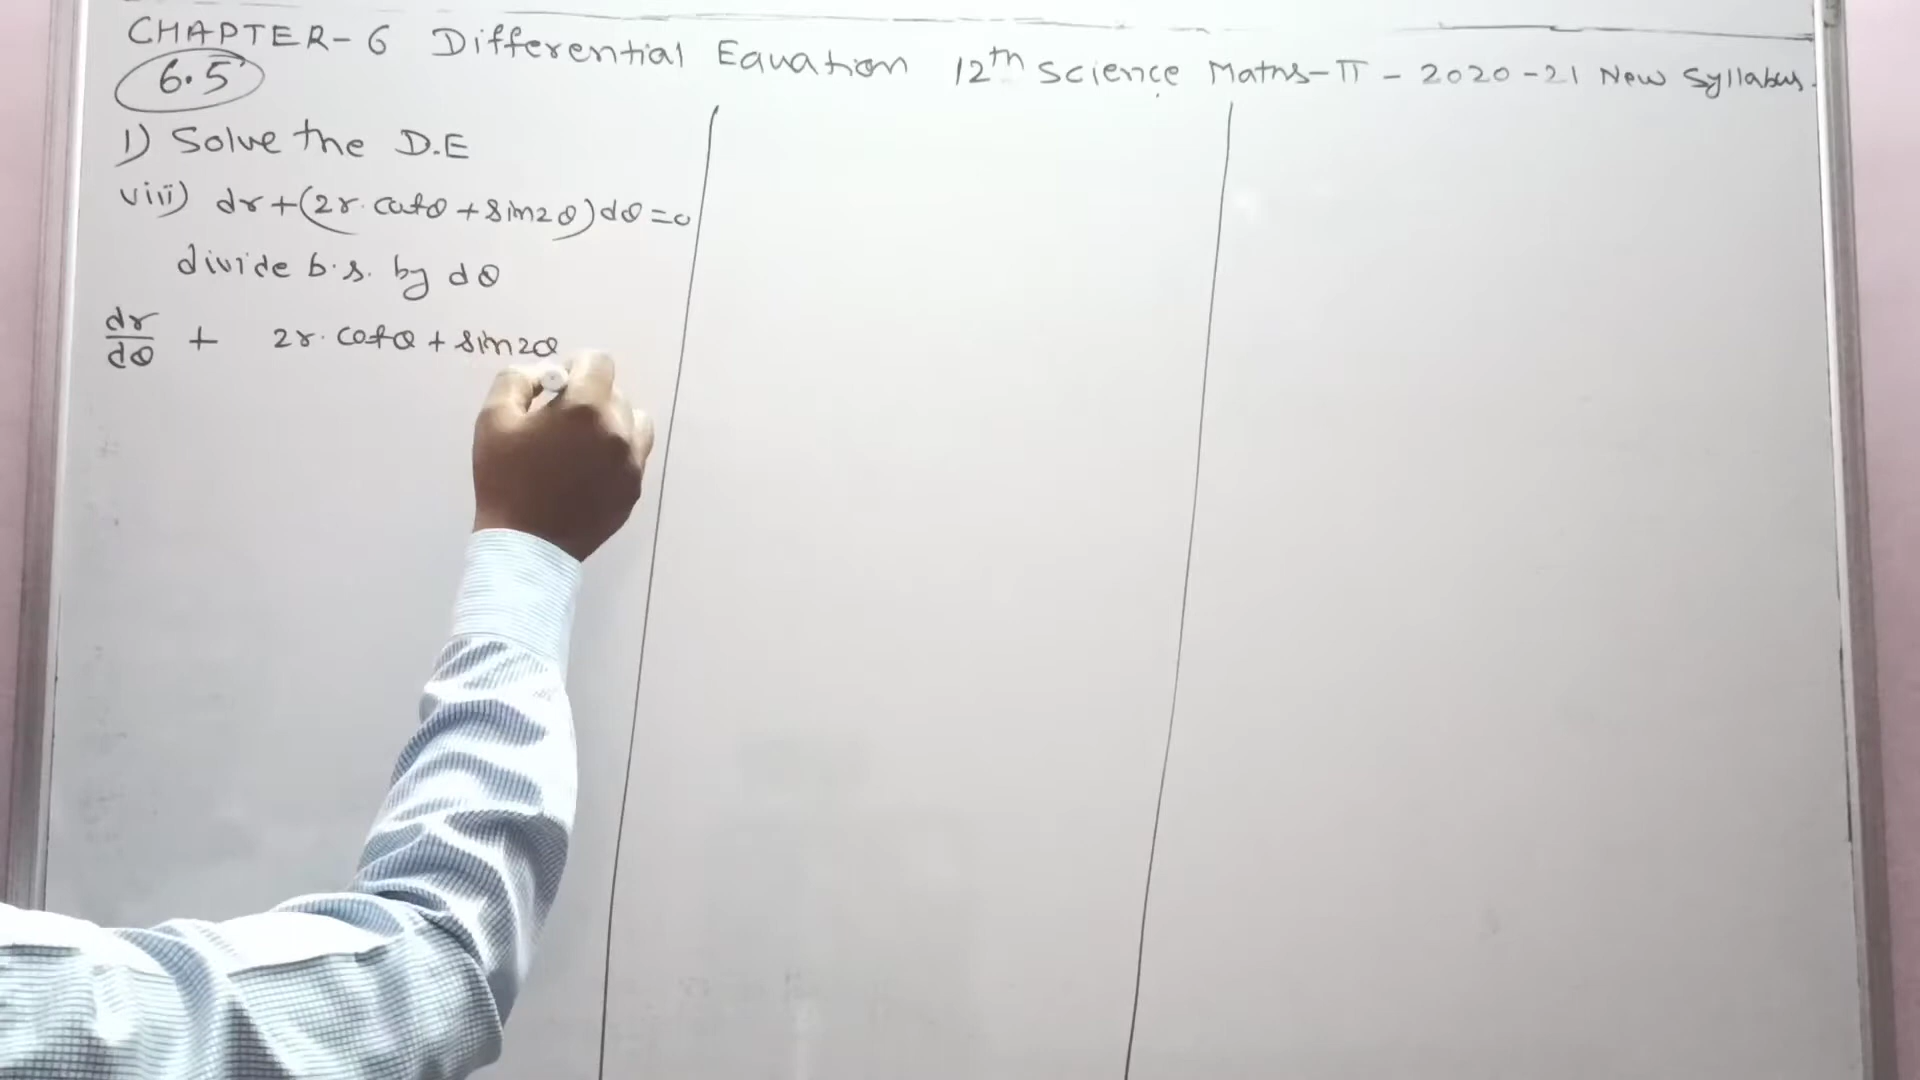 CHAPTER-6 Differential Equation 12th Science Maths-II - 2020-21 New Syllabus.
6.5
1) Solve the D.E
viii) dr+(2r.cotθ+sin2θ)dθ=0
divide b.s. by dθ
dr/dθ + 2r.cotθ+sin2θ